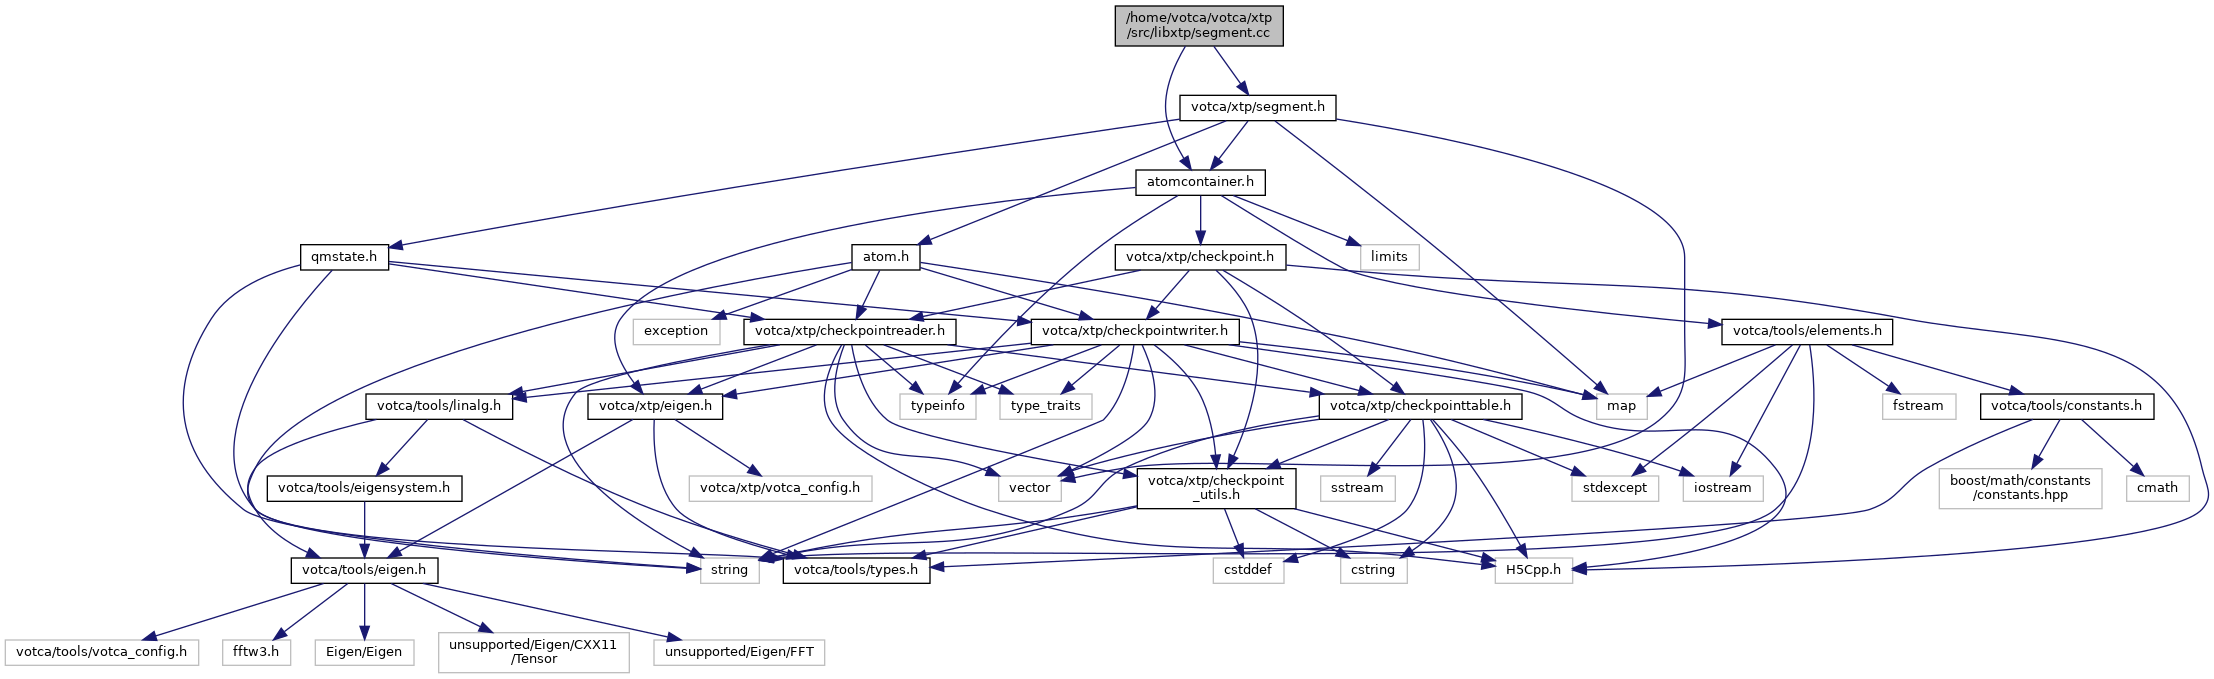 /home/votca/votca/xtp
/src/libxtp/segment.cc
votca/xtp/segment.h
atomcontainer.h
qmstate.h
atom.h
votca/xtp/checkpoint.h
limits
exception
votca/xtp/checkpointreader.h
votca/xtp/checkpointwriter.h
votca/tools/elements.h
votca/tools/linalg.h
votca/xtp/eigen.h
typeinfo
type_traits
votca/xtp/checkpointtable.h
map
fstream
votca/tools/constants.h
votca/tools/eigensystem.h
votca/xtp/votca_config.h
vector
votca/xtp/checkpoint
_utils.h
sstream
stdexcept
iostream
boost/math/constants
/constants.hpp
cmath
votca/tools/eigen.h
string
votca/tools/types.h
cstddef
cstring
H5Cpp.h
votca/tools/votca_config.h
fftw3.h
Eigen/Eigen
unsupported/Eigen/CXX11
/Tensor
unsupported/Eigen/FFT